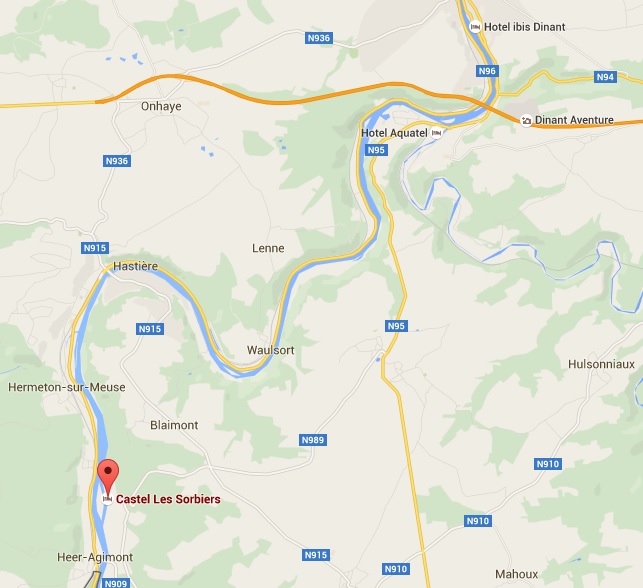 Hotel ibis Dinant
N936
N96
N94
Onhaye
Dinant Aventure
Hotel Aquatel
N95
N936
N915
Lenne
Hastière
N95
N915
Waulsort
Hulsonniaux
Hermeton-sur-Meuse
Blaimont
N989
N910
Castel Les Sorbiers
N910
Heer-Agimont
N915
N910
Mahoux
N909